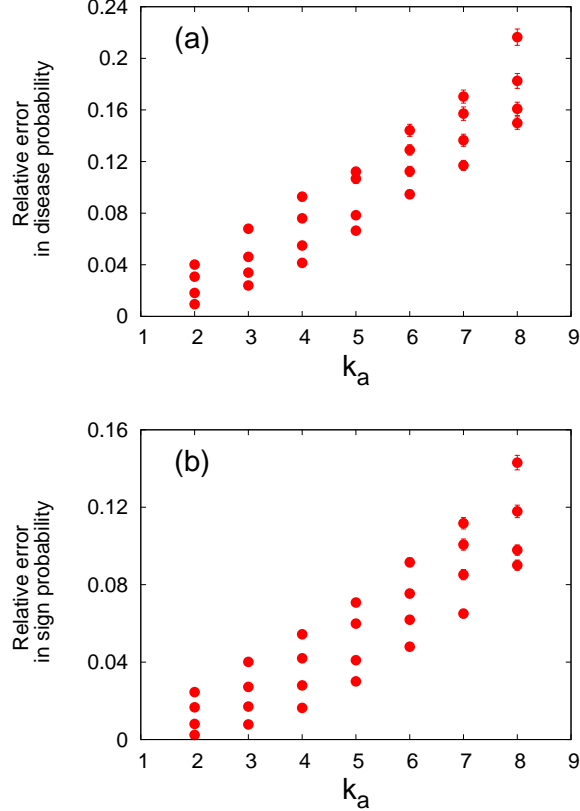 0.24
(a)
0.2
0.16
0.12
0.08
0.04
0
Relative error
in disease probability
1 2 3 4 5 6 7 8 9
k_a
0.16
(b)
0.12
0.08
0.04
0
Relative error
in sign probability
1 2 3 4 5 6 7 8 9
k_a